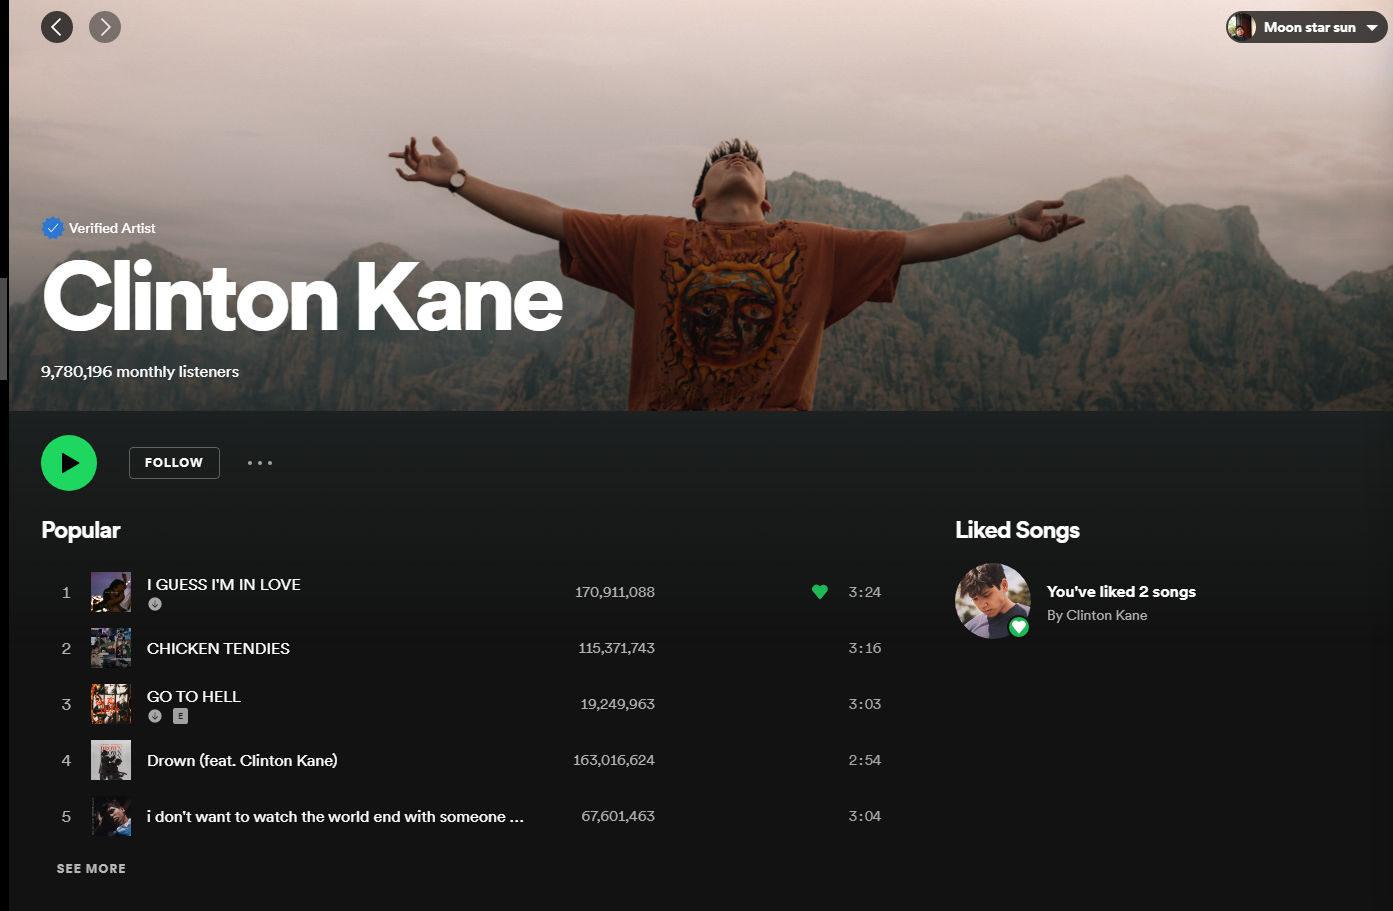 Moon star sun
Verified Artist
Clinton Kane
9,780,196 monthly listeners
FOLLOW
Popular
1 I GUESS I'M IN LOVE 170,911,088 3:24
2 CHICKEN TENDIES 115,371,743 3:16
3 GO TO HELL 19,249,963 3:03
E
4 Drown (feat. Clinton Kane) 163,016,624 2:54
5 i don't want to watch the world end with someone ... 67,601,463 3:04
SEE MORE
Liked Songs
You've liked 2 songs
By Clinton Kane